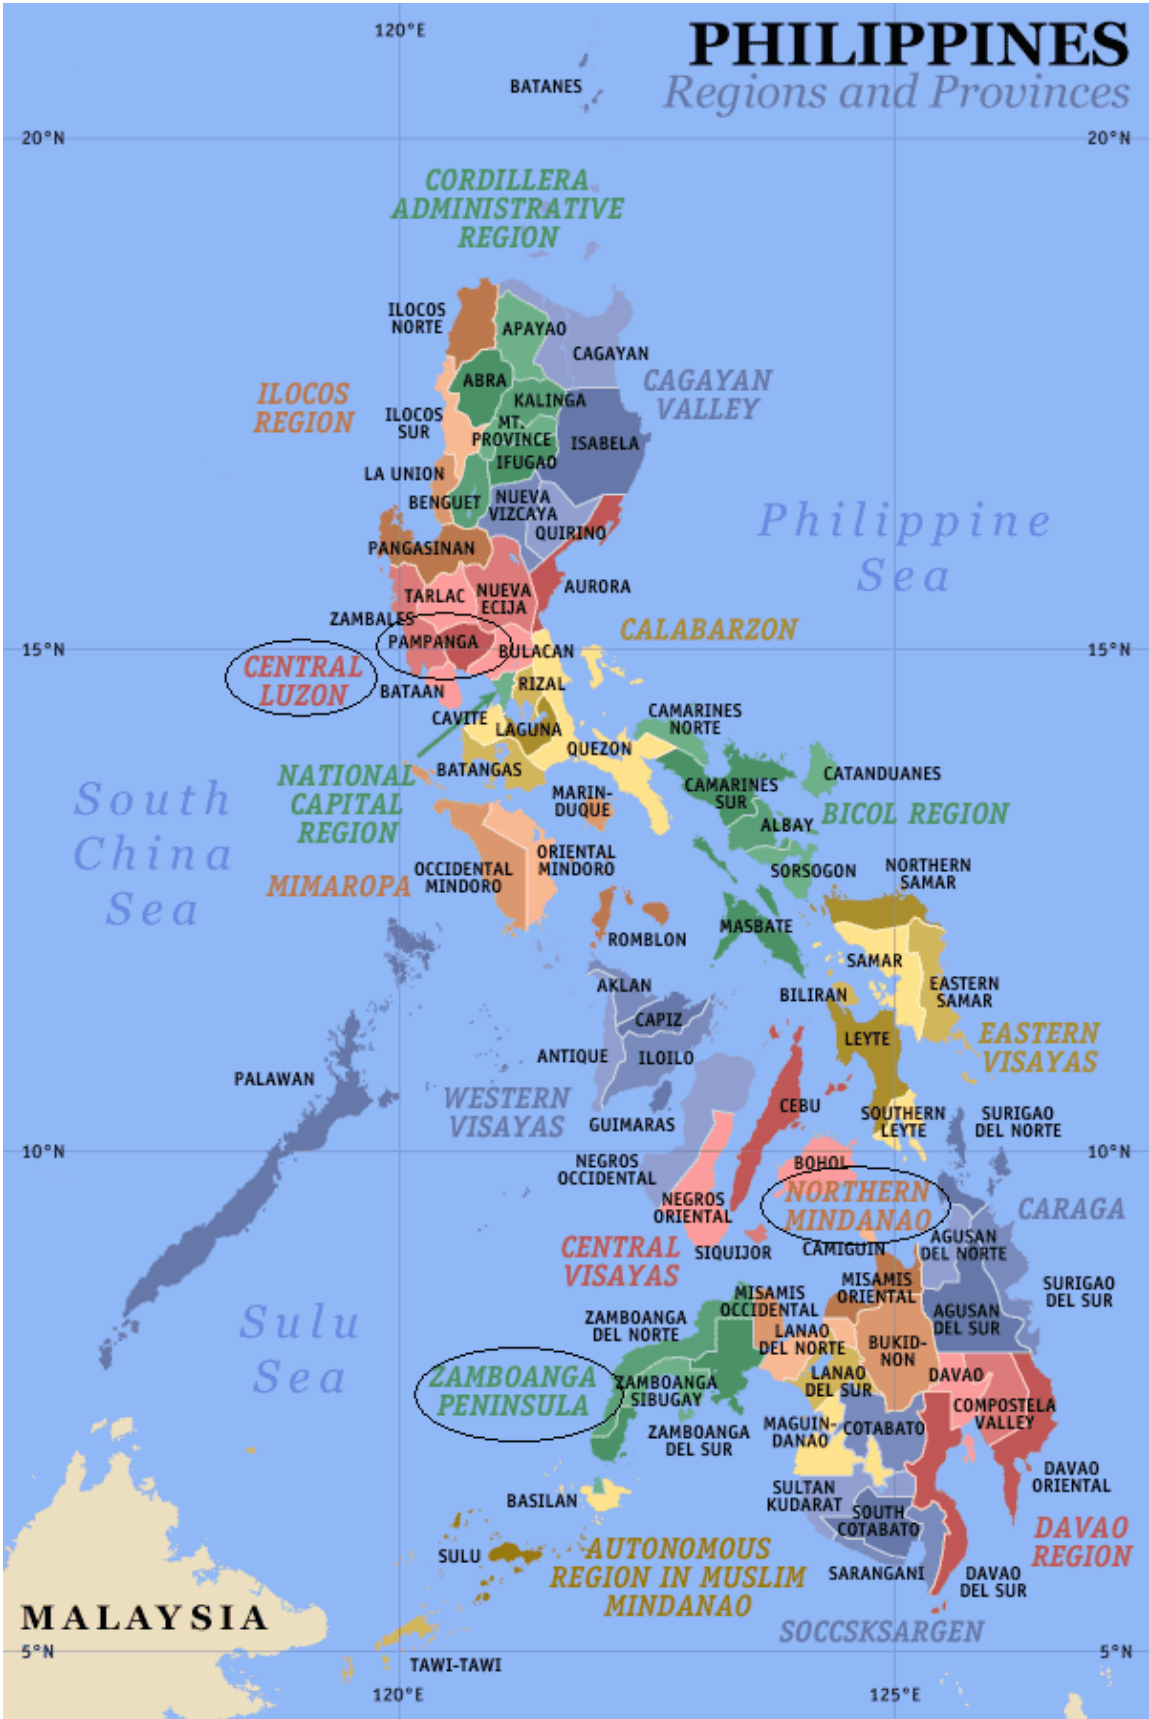 PHILIPPINES
Regions and Provinces
120°E
BATANES
20°N
20°N
CORDILLERA
ADMINISTRATIVE
REGION
ILOCOS
NORTE
APAYAO
CAGAYAN
ABRA
ILOCOS
REGION
CAGAYAN
VALLEY
KALINGA
ILOCOS
SUR
MT.
PROVINCE
ISABELA
IFUGAO
LA UNION
BENGUET
NUEVA
VIZCAYA
QUIRINO
Philippine
Sea
PANGASINAN
AURORA
TARLAC
NUEVA
ECIJA
ZAMBALES
CALABARZON
PAMPANGA
15°N
BULACAN
15°N
CENTRAL
LUZON
BATAAN
RIZAL
CAVITE
LAGUNA
CAMARINES
NORTE
QUEZON
BATANGAS
NATIONAL
CAPITAL
REGION
CATANDUANES
CAMARINES
SUR
MARIN-
DUQUE
South
China
Sea
BICOL REGION
ALBAY
ORIENTAL
MINDORO
OCCIDENTAL
MINDORO
MIMAROPA
SORSOGON
NORTHERN
SAMAR
MASBATE
ROMBLON
SAMAR
AKLAN
BILIRAN
EASTERN
SAMAR
CAPIZ
EASTERN
VISAYAS
LEYTE
ANTIQUE
ILOILO
PALAWAN
WESTERN
VISAYAS
CEBU
GUIMARAS
SOUTHERN
LEYTE
SURIGAO
DEL NORTE
10°N
10°N
NEGROS
OCCIDENTAL
BOHOL
NORTHERN
MINDANAO
NEGROS
ORIENTAL
CARAGA
CENTRAL
VISAYAS
SIQUIJOR
CAMIGUIN
AGUSAN
DEL NORTE
MISAMIS
ORIENTAL
SURIGAO
DEL SUR
MISAMIS
OCCIDENTAL
ZAMBOANGA
DEL NORTE
AGUSAN
DEL SUR
Sulu
Sea
LANAO
DEL NORTE
BUKID-
NON
ZAMBOANGA
PENINSULA
ZAMBOANGA
SIBUGAY
LANAO
DEL SUR
DAVAO
COMPOSTELA
VALLEY
ZAMBOANGA
DEL SUR
MAGUIN-
DANAO
COTABATO
DAVAO
ORIENTAL
SULTAN
KUDARAT
BASILAN
SOUTH
COTABATO
DAVAO
REGION
SULU
AUTONOMOUS
REGION IN MUSLIM
MINDANAO
SARANGANI
DAVAO
DEL SUR
MALAYSIA
SOCCSKSARGEN
5°N
5°N
TAWI-TAWI
120°E
125°E